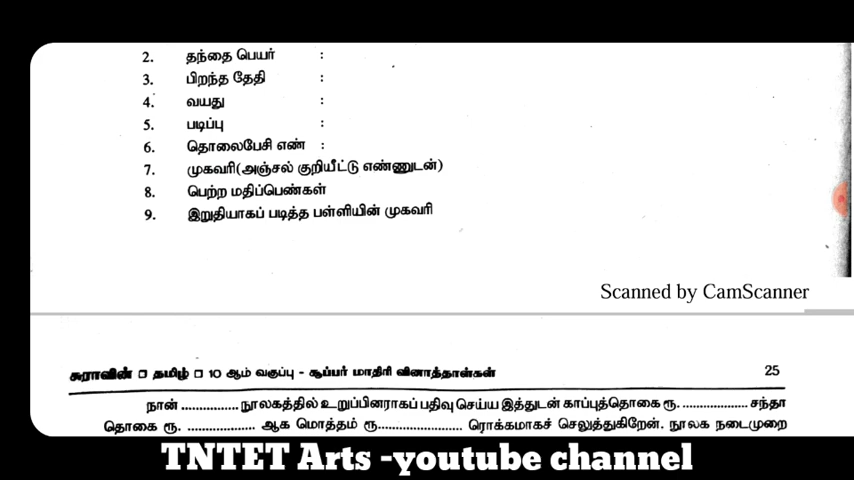 2. தந்தை பெயர் :
3. பிறந்த தேதி :
4. வயது :
5. படிப்பு :
6. தொலைபேசி எண் :
7. முகவரி(அஞ்சல் குறியீட்டு எண்ணுடன்)
8. பெற்ற மதிப்பெண்கள்
9. இறுதியாகப் படித்த பள்ளியின் முகவரி
Scanned by CamScanner
சுராவின் □ தமிழ் □ 10 ஆம் வகுப்பு - சூப்பர் மாதிரி வினாத்தாள்கள் 25
நான் ............... நூலகத்தில் உறுப்பினராகப் பதிவு செய்ய இத்துடன் காப்புத்தொகை ரூ. ................. சந்தா
தொகை ரூ. .................. ஆக மொத்தம் ரூ...................... ரொக்கமாகச் செலுத்துகிறேன். நூலக நடைமுறை
TNTET Arts -youtube channel